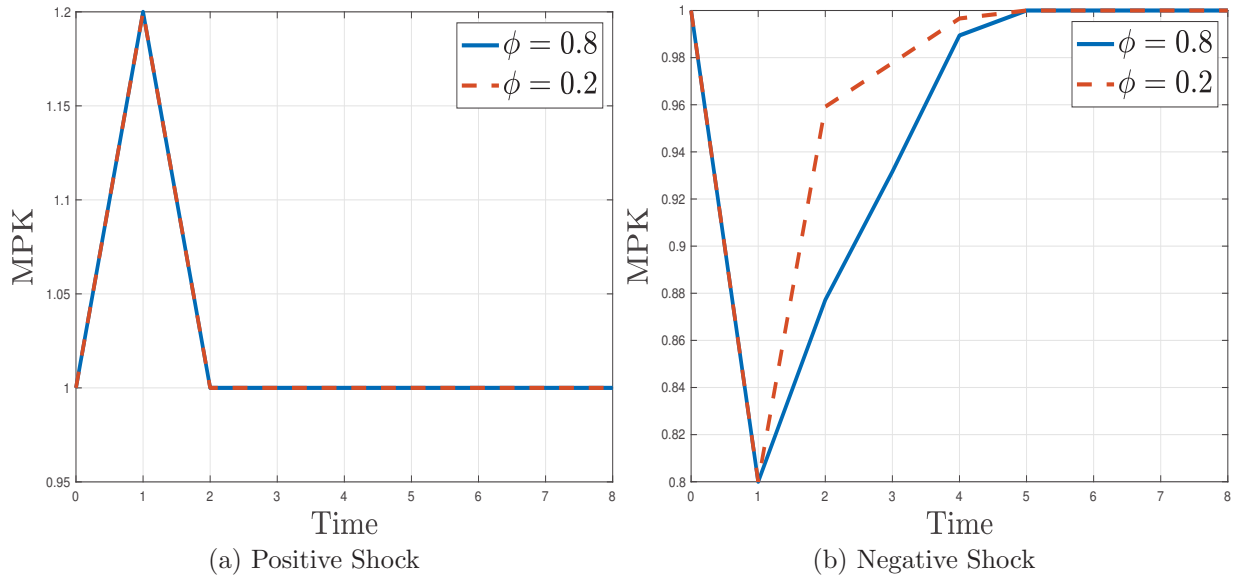 1.2
1.15
1.1
1.05
1
0.95
MPK
0 1 2 3 4 5 6 7 8
Time
ϕ = 0.8
ϕ = 0.2
(a) Positive Shock
1
0.98
0.96
0.94
0.92
0.9
0.88
0.86
0.84
0.82
0.8
MPK
0 1 2 3 4 5 6 7 8
Time
ϕ = 0.8
ϕ = 0.2
(b) Negative Shock